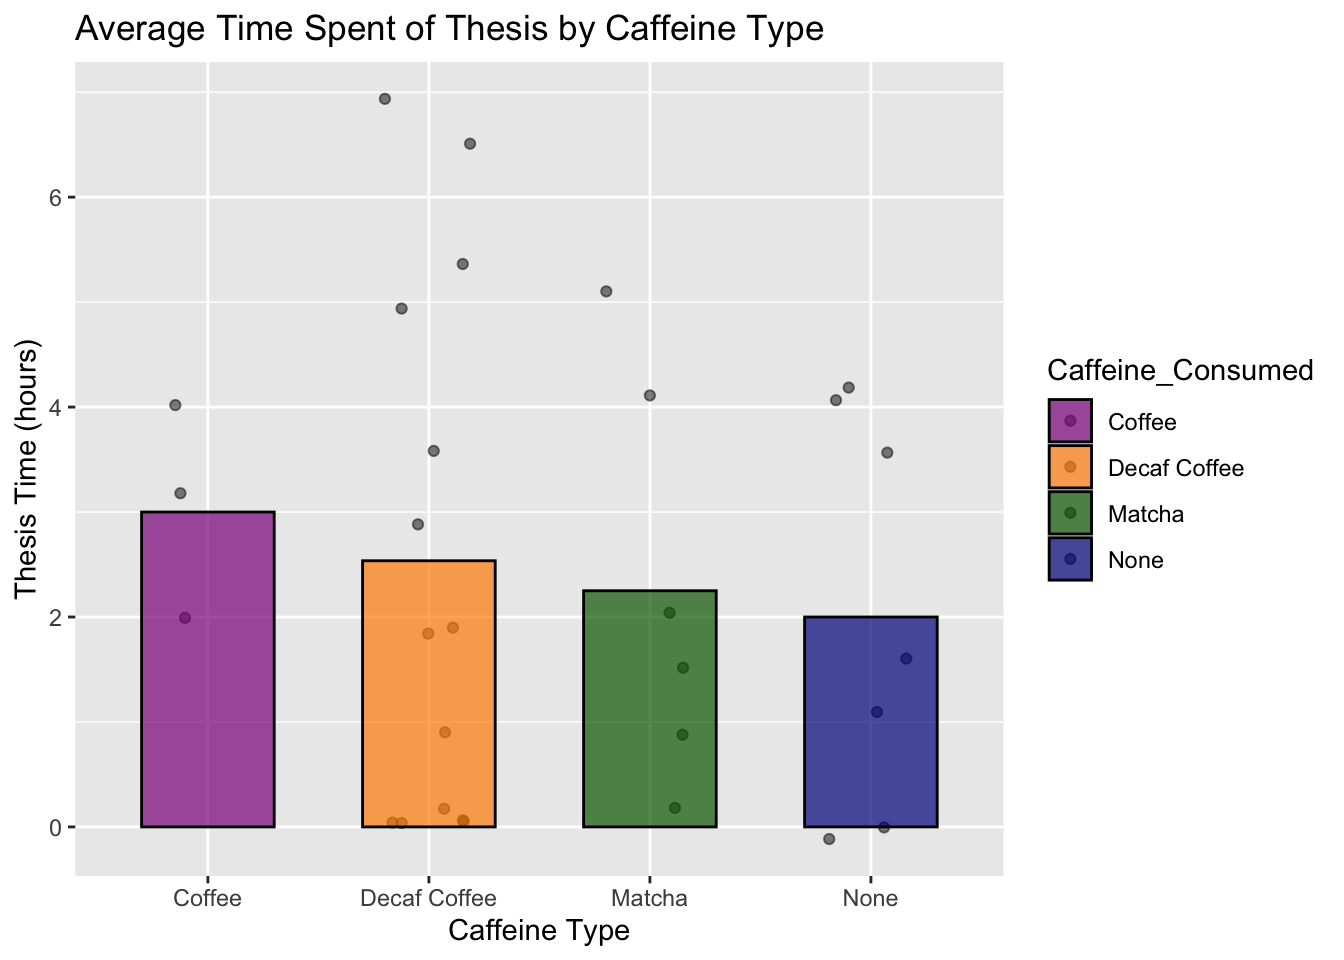 Average Time Spent of Thesis by Caffeine Type
Thesis Time (hours)
6
4
2
0
Coffee
Decaf Coffee
Matcha
None
Caffeine Type
Caffeine_Consumed
Coffee
Decaf Coffee
Matcha
None